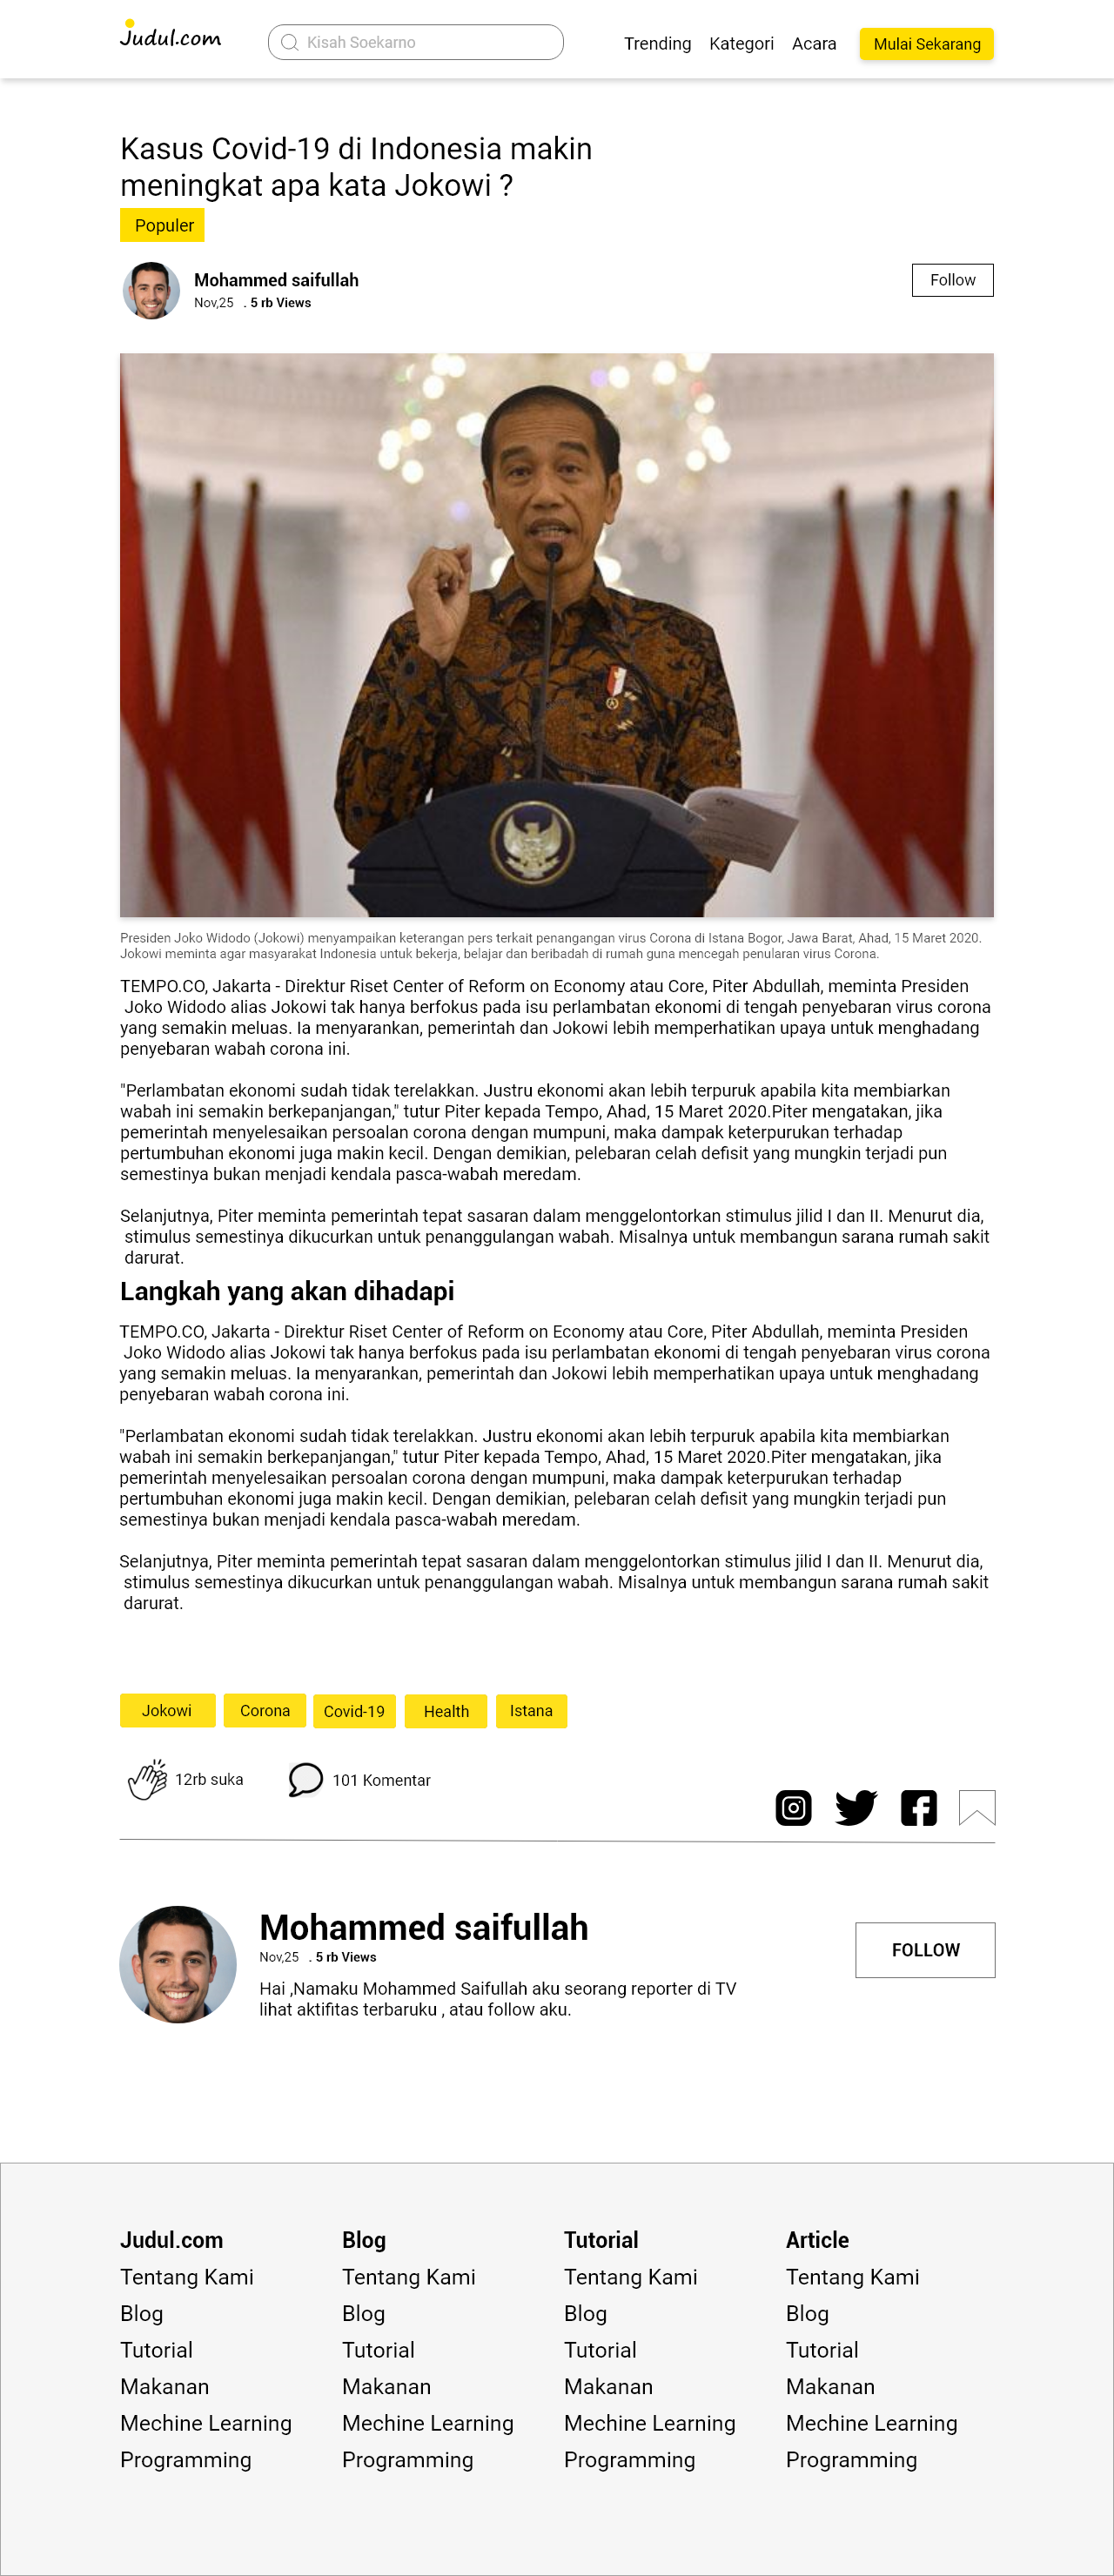 Judul.com
Kisah Soekarno
Trending Kategori Acara Mulai Sekarang
Kasus Covid-19 di Indonesia makin
meningkat apa kata Jokowi ?
Populer
Mohammed saifullah
Nov,25 . 5 rb Views
Follow
Presiden Joko Widodo (Jokowi) menyampaikan keterangan pers terkait penangangan virus Corona di Istana Bogor, Jawa Barat, Ahad, 15 Maret 2020.
Jokowi meminta agar masyarakat Indonesia untuk bekerja, belajar dan beribadah di rumah guna mencegah penularan virus Corona.
TEMPO.CO, Jakarta - Direktur Riset Center of Reform on Economy atau Core, Piter Abdullah, meminta Presiden
Joko Widodo alias Jokowi tak hanya berfokus pada isu perlambatan ekonomi di tengah penyebaran virus corona
yang semakin meluas. Ia menyarankan, pemerintah dan Jokowi lebih memperhatikan upaya untuk menghadang
penyebaran wabah corona ini.
"Perlambatan ekonomi sudah tidak terelakkan. Justru ekonomi akan lebih terpuruk apabila kita membiarkan
wabah ini semakin berkepanjangan," tutur Piter kepada Tempo, Ahad, 15 Maret 2020.Piter mengatakan, jika
pemerintah menyelesaikan persoalan corona dengan mumpuni, maka dampak keterpurukan terhadap
pertumbuhan ekonomi juga makin kecil. Dengan demikian, pelebaran celah defisit yang mungkin terjadi pun
semestinya bukan menjadi kendala pasca-wabah meredam.
Selanjutnya, Piter meminta pemerintah tepat sasaran dalam menggelontorkan stimulus jilid I dan II. Menurut dia,
stimulus semestinya dikucurkan untuk penanggulangan wabah. Misalnya untuk membangun sarana rumah sakit
darurat.
Langkah yang akan dihadapi
TEMPO.CO, Jakarta - Direktur Riset Center of Reform on Economy atau Core, Piter Abdullah, meminta Presiden
Joko Widodo alias Jokowi tak hanya berfokus pada isu perlambatan ekonomi di tengah penyebaran virus corona
yang semakin meluas. Ia menyarankan, pemerintah dan Jokowi lebih memperhatikan upaya untuk menghadang
penyebaran wabah corona ini.
"Perlambatan ekonomi sudah tidak terelakkan. Justru ekonomi akan lebih terpuruk apabila kita membiarkan
wabah ini semakin berkepanjangan," tutur Piter kepada Tempo, Ahad, 15 Maret 2020.Piter mengatakan, jika
pemerintah menyelesaikan persoalan corona dengan mumpuni, maka dampak keterpurukan terhadap
pertumbuhan ekonomi juga makin kecil. Dengan demikian, pelebaran celah defisit yang mungkin terjadi pun
semestinya bukan menjadi kendala pasca-wabah meredam.
Selanjutnya, Piter meminta pemerintah tepat sasaran dalam menggelontorkan stimulus jilid I dan II. Menurut dia,
stimulus semestinya dikucurkan untuk penanggulangan wabah. Misalnya untuk membangun sarana rumah sakit
darurat.
Jokowi Corona Covid-19 Health Istana
12rb suka 101 Komentar
Mohammed saifullah
Nov,25 . 5 rb Views
FOLLOW
Hai ,Namaku Mohammed Saifullah aku seorang reporter di TV
lihat aktifitas terbaruku , atau follow aku.
Judul.com Blog Tutorial Article
Tentang Kami Tentang Kami Tentang Kami Tentang Kami
Blog Blog Blog Blog
Tutorial Tutorial Tutorial Tutorial
Makanan Makanan Makanan Makanan
Mechine Learning Mechine Learning Mechine Learning Mechine Learning
Programming Programming Programming Programming